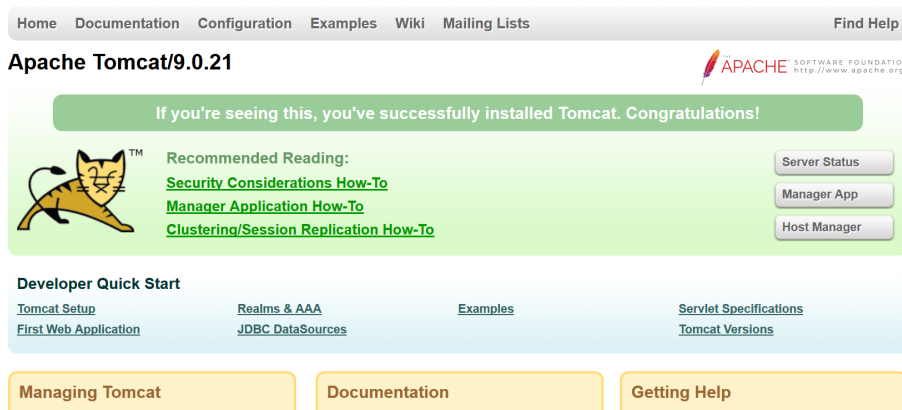 Home Documentation Configuration Examples Wiki Mailing Lists Find Help
Apache Tomcat/9.0.21
THE
APACHE™ SOFTWARE FOUNDATIO
http://www.apache.org
If you're seeing this, you've successfully installed Tomcat. Congratulations!
TM
Recommended Reading:
Security Considerations How-To
Manager Application How-To
Clustering/Session Replication How-To
Server Status
Manager App
Host Manager
Developer Quick Start
Tomcat Setup Realms & AAA Examples Servlet Specifications
First Web Application JDBC DataSources Tomcat Versions
Managing Tomcat Documentation Getting Help